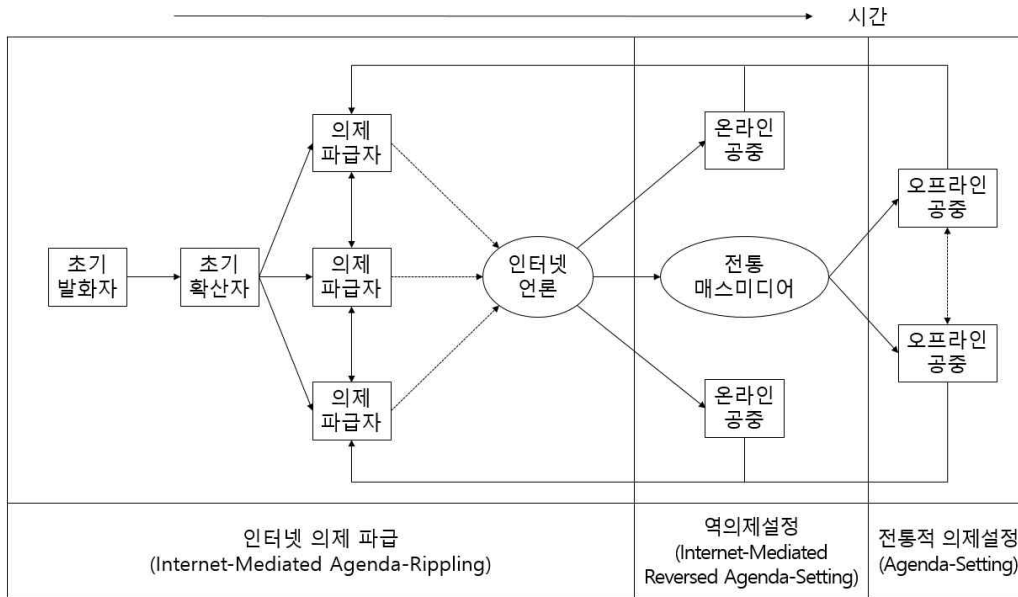 시간
의제
파급자
온라인
공중
오프라인
공중
초기
발화자
초기
확산자
의제
파급자
인터넷
언론
전통
매스미디어
의제
파급자
온라인
공중
오프라인
공중
인터넷 의제 파급
(Internet-Mediated Agenda-Rippling)
역의제설정
(Internet-Mediated
Reversed Agenda-Setting)
전통적 의제설정
(Agenda-Setting)